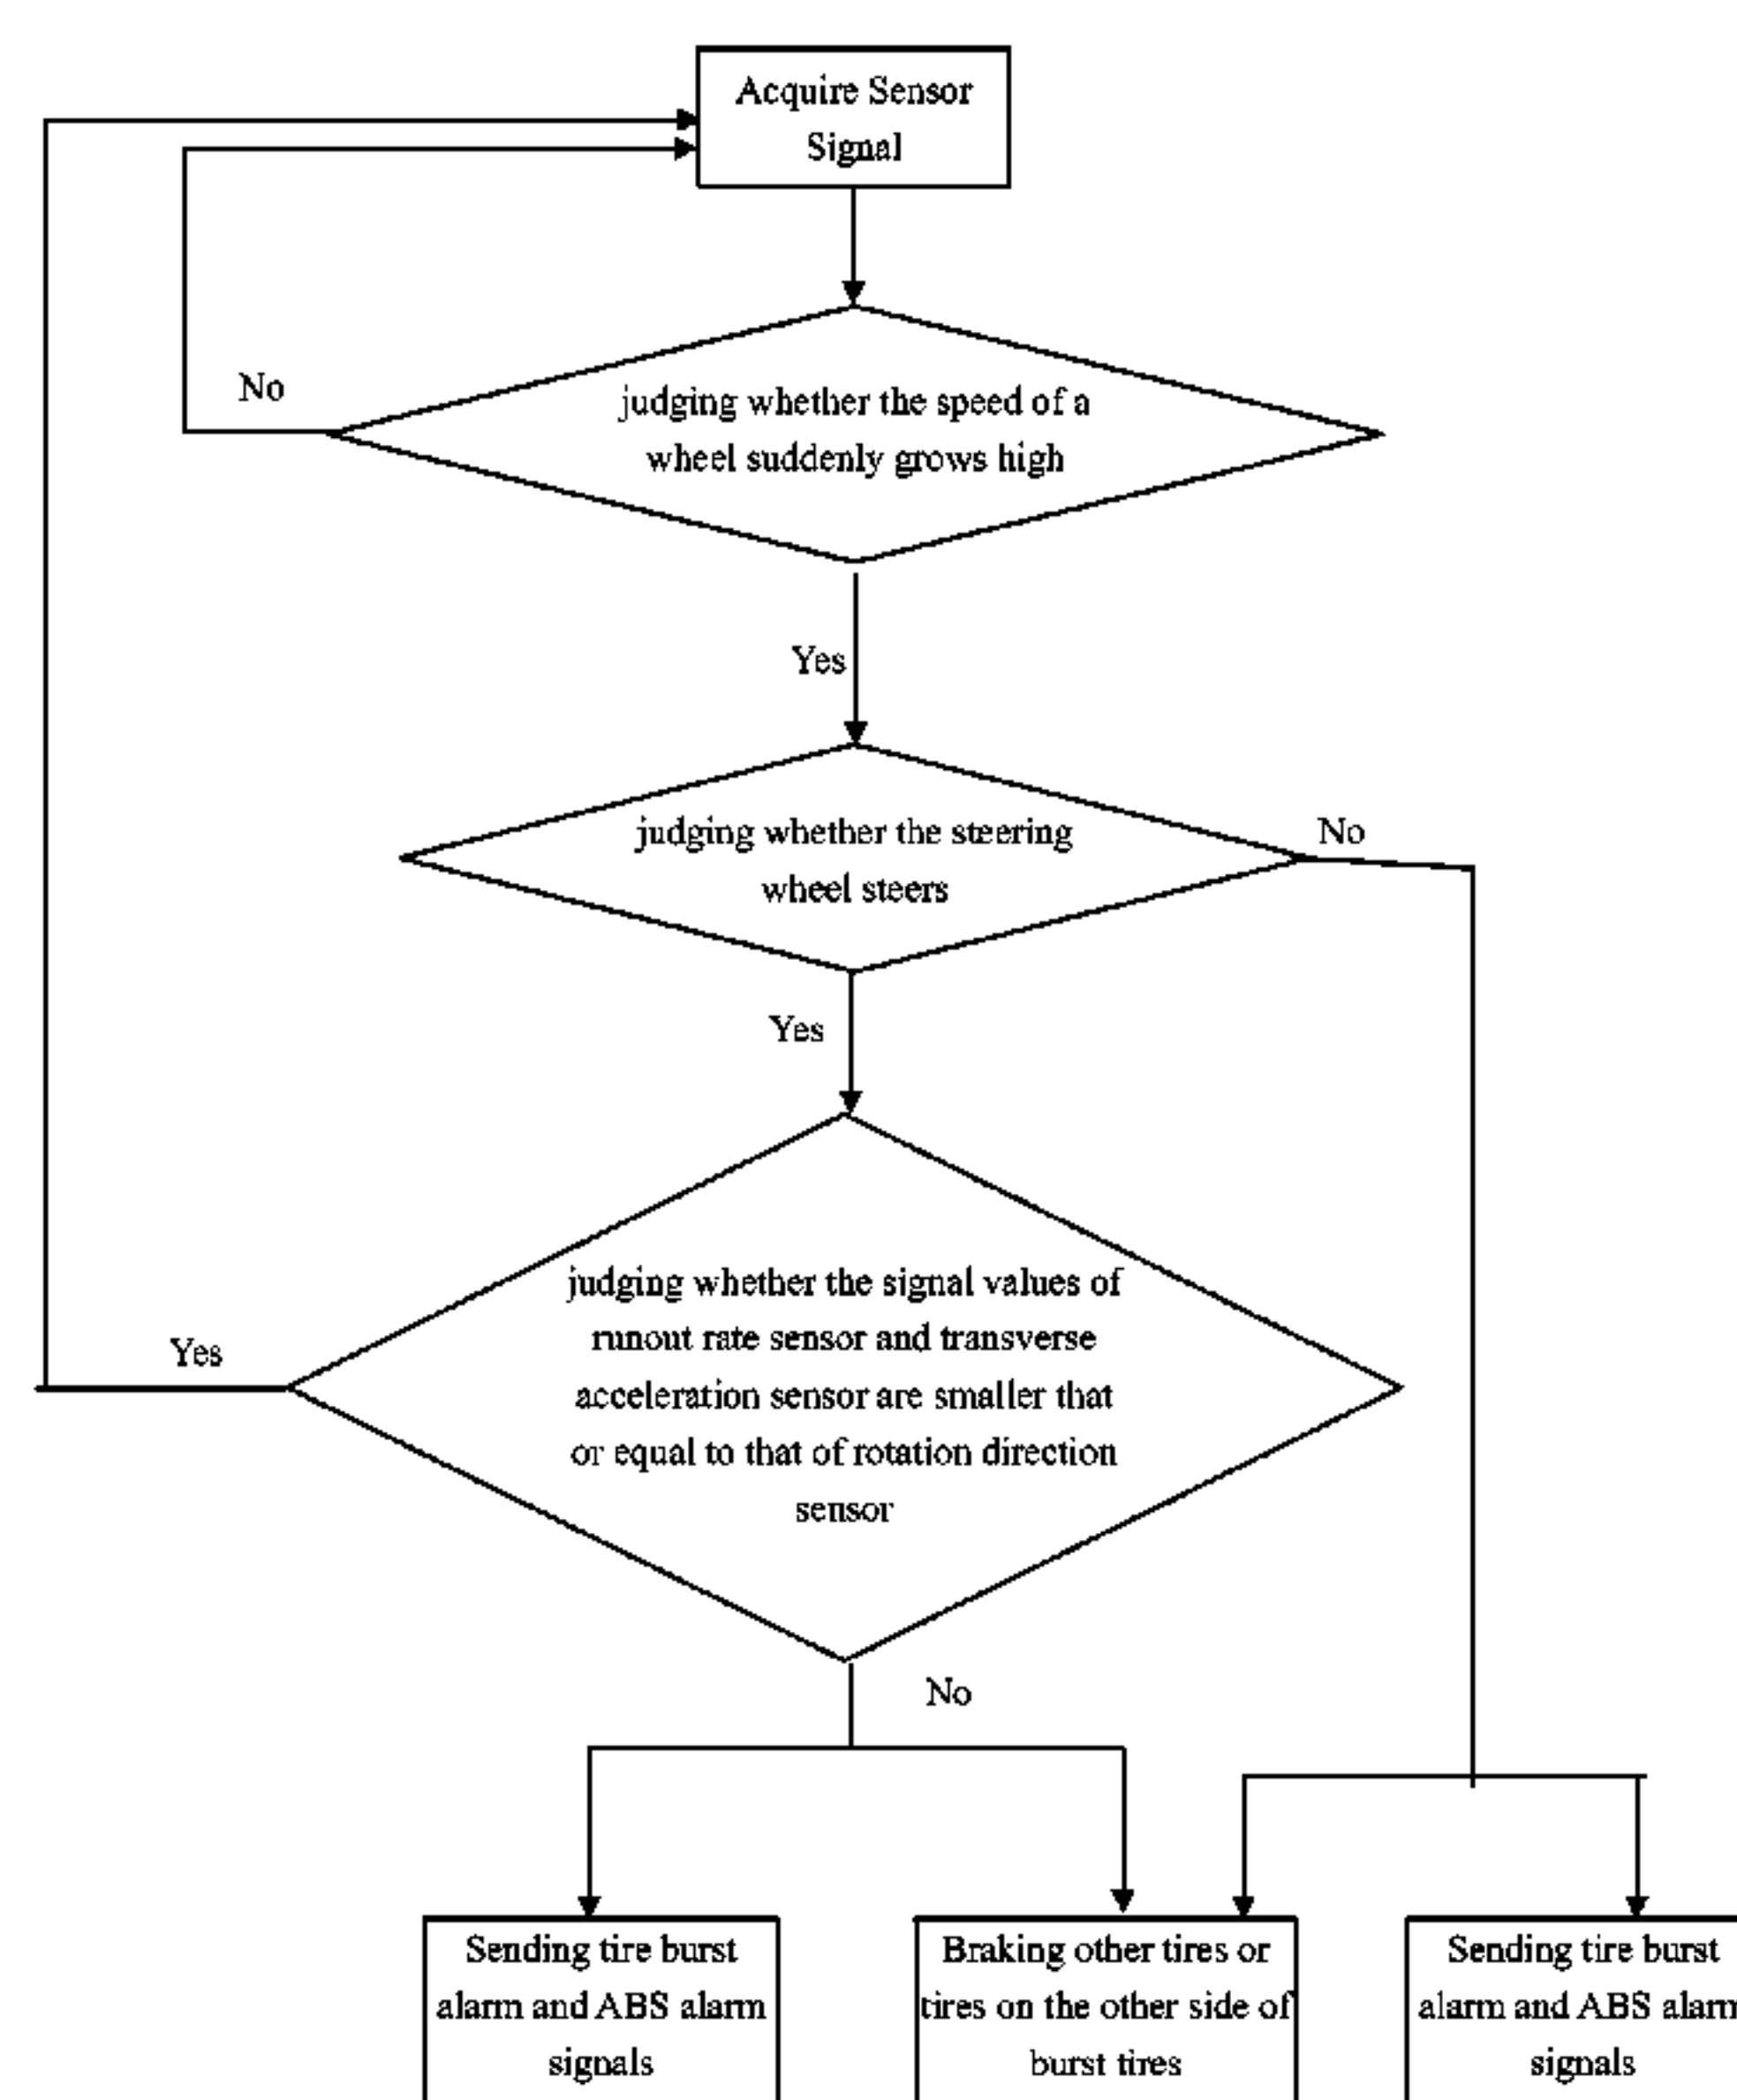 Acquire Sensor
Signal
No
judging whether the speed of a
wheel suddenly grows high
Yes
judging whether the steering
wheel steers
No
Yes
judging whether the signal values of
runout rate sensor and transverse
acceleration sensor are smaller that
or equal to that of rotation direction
sensor
Yes
No
Sending tire burst
alarm and ABS alarm
signals
Braking other tires or
tires on the other side of
burst tires
Sending tire burst
alarm and ABS alarm
signals